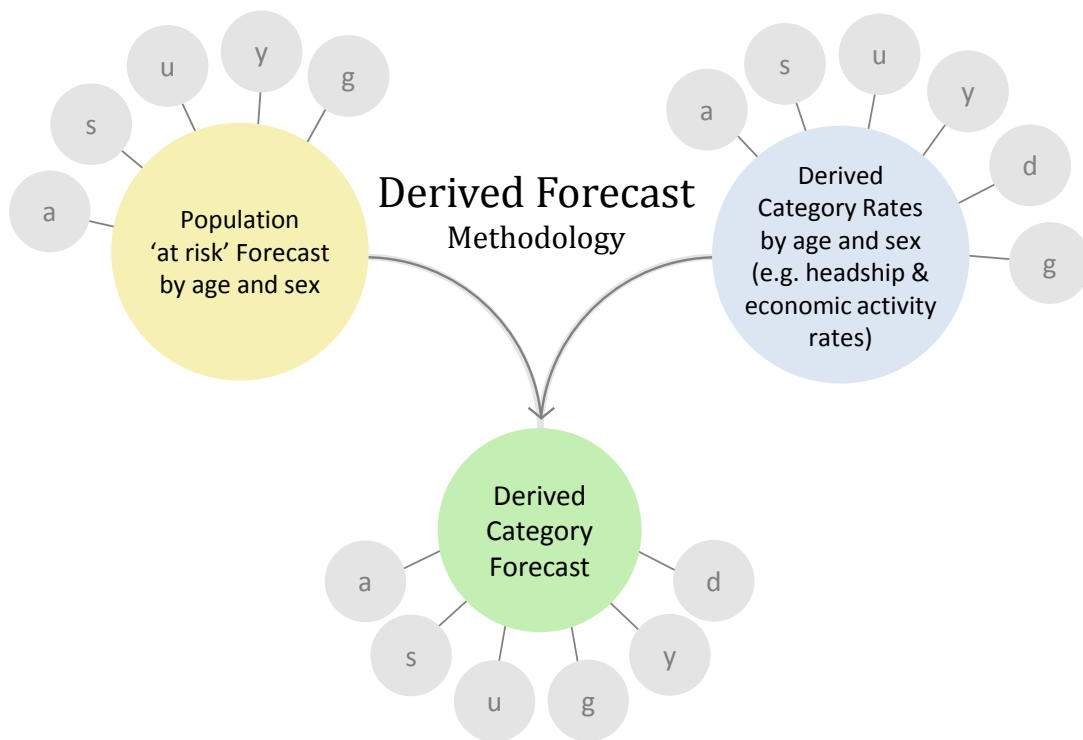 a
s
u
y
g
Population
‘at risk’ Forecast
by age and sex
Derived Forecast
Methodology
a
s
u
y
d
g
Derived
Category Rates
by age and sex
(e.g. headship &
economic activity
rates)
Derived
Category
Forecast
a
s
u
g
y
d